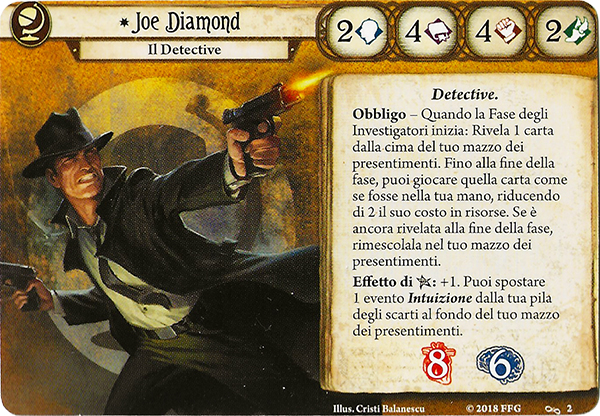 Joe Diamond
Il Detective
2 4 4 2
Detective.
Obbligo – Quando la Fase degli
Investigatori inizia: Rivela 1 carta
dalla cima del tuo mazzo dei
presentimenti. Fino alla fine della
fase, puoi giocare quella carta come
se fosse nella tua mano, riducendo
di 2 il suo costo in risorse. Se è
ancora rivelata alla fine della fase,
rimescolala nel tuo mazzo dei
presentimenti.
Effetto di : +1. Puoi spostare
1 evento Intuizione dalla tua pila
degli scarti al fondo del tuo mazzo
dei presentimenti.
8 6
Illus. Cristi Balanescu © 2018 FFG 2